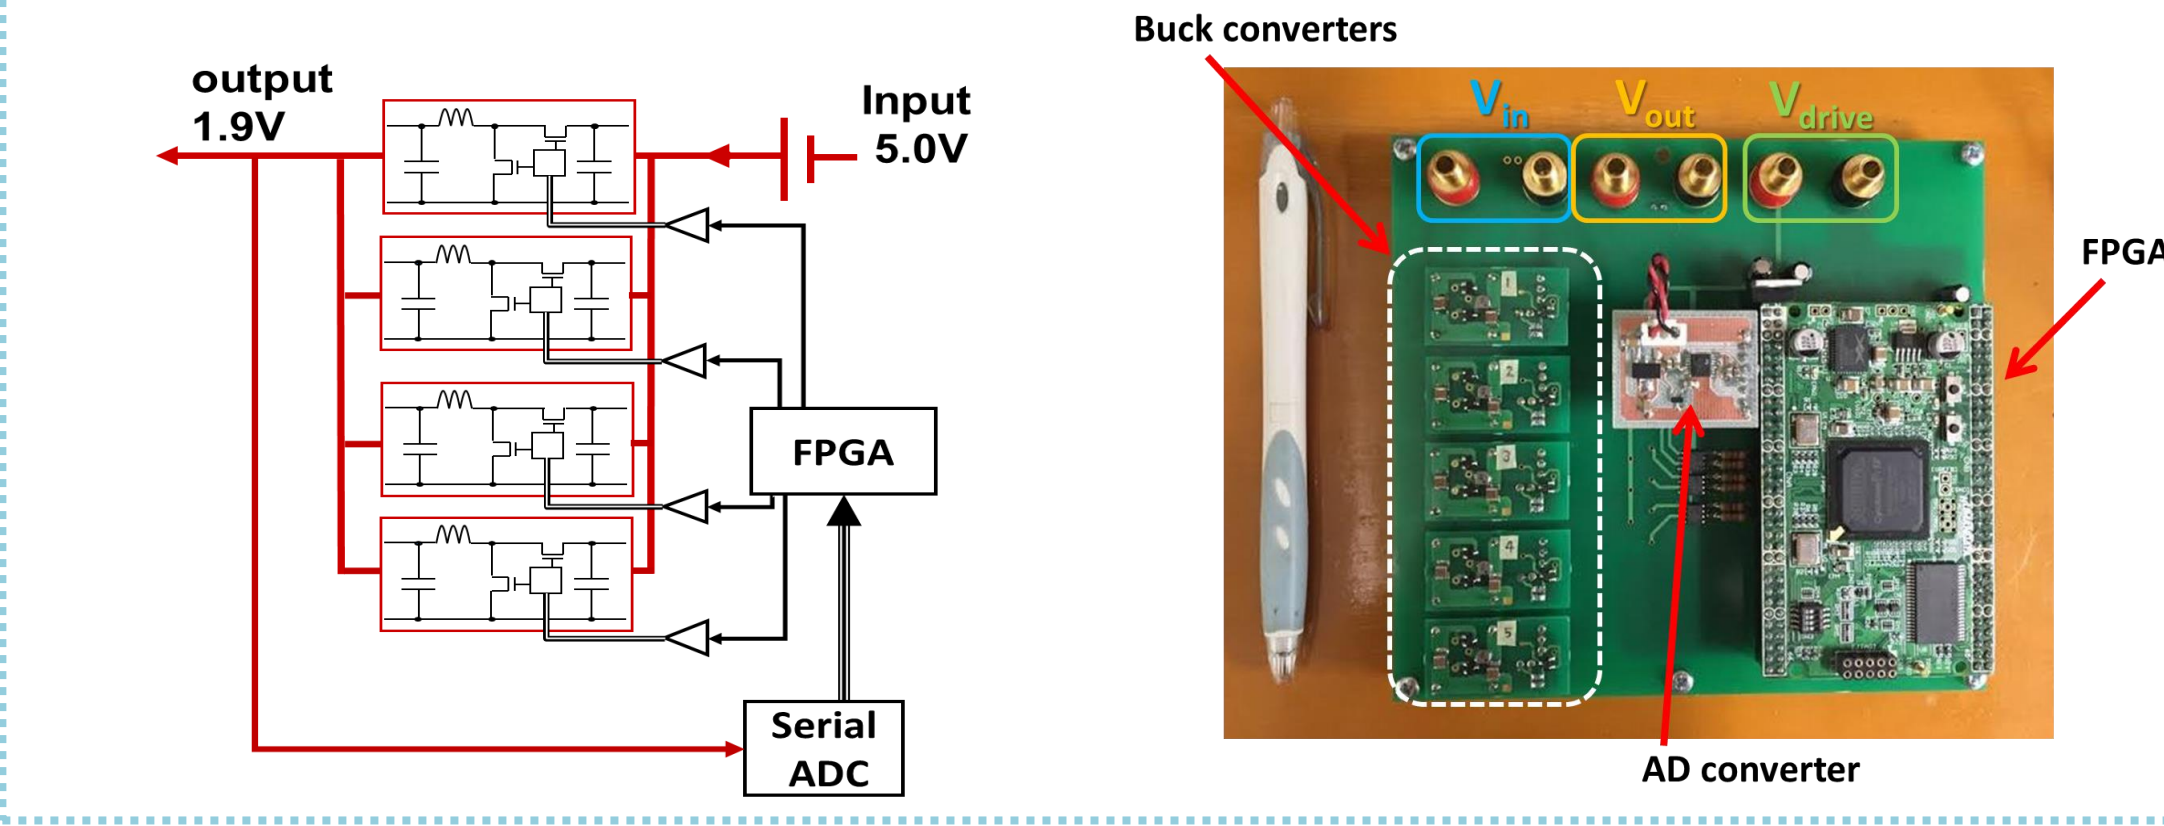 output
1.9V
Input
5.0V
FPGA
Serial
ADC
Buck converters
Vin
Vout
Vdrive
FPGA
1
2
3
4
5
AD converter